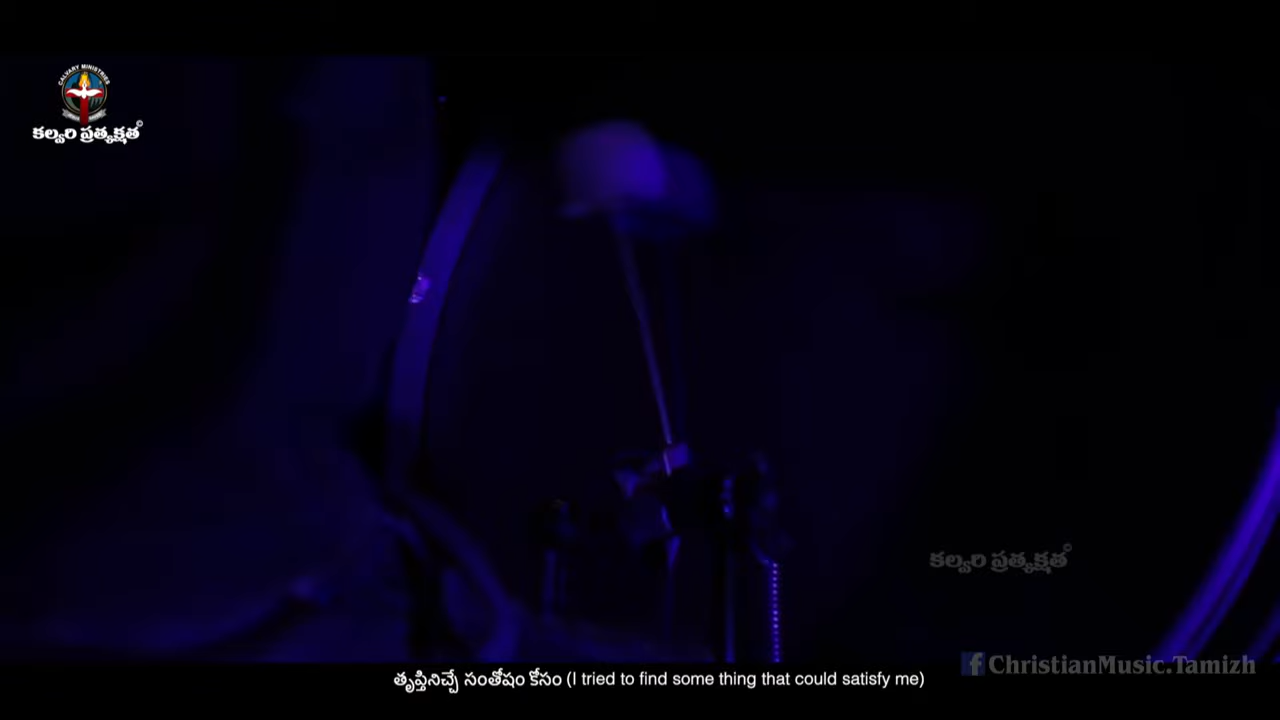 CALVARY MINISTRIES
కల్వరి ప్రత్యక్షత©
కల్వరి ప్రత్యక్షత©
f ChristianMusic.Tamizh
తృప్తినిచ్చే సంతోషం కోసం (I tried to find some thing that could satisfy me)